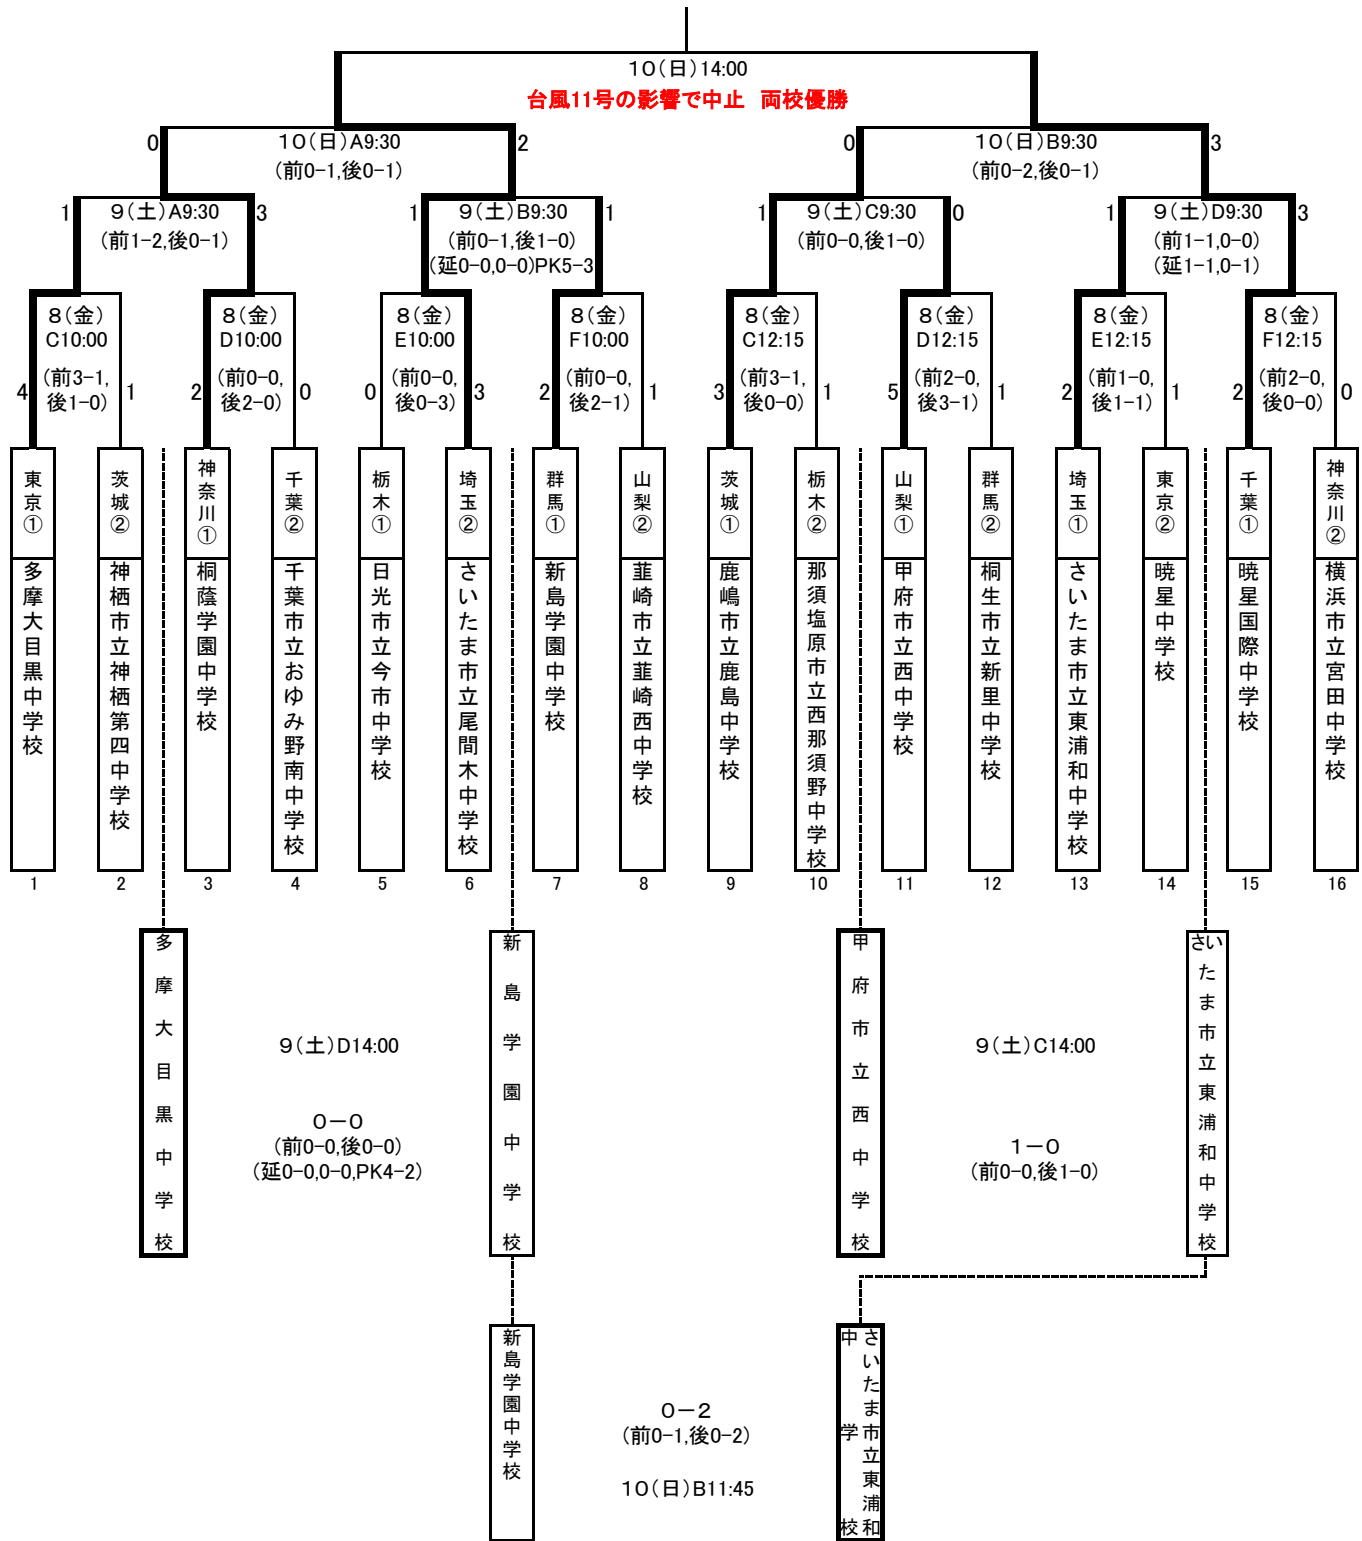 10(日)14:00
台風11号の影響で中止 両校優勝
0 10(日)A9:30 2
(前0-1,後0-1)
0 10(日)B9:30 3
(前0-2,後0-1)
1 9(土)A9:30 3
(前1-2,後0-1)
1 9(土)B9:30 1
(前0-1,後1-0)
(延0-0,0-0)PK5-3
1 9(土)C9:30 0
(前0-0,後1-0)
1 9(土)D9:30 3
(前1-1,0-0)
(延1-1,0-1)
8(金)
C10:00
4 (前3-1,
後1-0) 1
8(金)
D10:00
2 (前0-0,
後2-0) 0
8(金)
E10:00
0 (前0-0,
後0-3) 3
8(金)
F10:00
2 (前0-0,
後2-1) 1
8(金)
C12:15
3 (前3-1,
後0-0) 1
8(金)
D12:15
5 (前2-0,
後3-1) 1
8(金)
E12:15
2 (前1-0,
後1-1) 1
8(金)
F12:15
2 (前2-0,
後0-0) 0
東京①
多摩大目黒中学校
1
茨城②
神栖市立神栖第四中学校
2
神奈川①
桐蔭学園中学校
3
千葉②
千葉市立おゆみ野南中学校
4
栃木①
日光市立今市中学校
5
埼玉②
さいたま市立尾間木中学校
6
群馬①
新島学園中学校
7
山梨②
韮崎市立韮崎西中学校
8
茨城①
鹿嶋市立鹿島中学校
9
栃木②
那須塩原市立西那須野中学校
10
山梨①
甲府市立西中学校
11
群馬②
桐生市立新里中学校
12
埼玉①
さいたま市立東浦和中学校
13
東京②
暁星中学校
14
千葉①
暁星国際中学校
15
神奈川②
横浜市立宮田中学校
16
多摩大目黒中学校
9(土)D14:00
0-0
(前0-0,後0-0)
(延0-0,0-0,PK4-2)
新島学園中学校
甲府市立西中学校
9(土)C14:00
1-0
(前0-0,後1-0)
さいたま市立東浦和中学校
新島学園中学校
0-2
(前0-1,後0-2)
10(日)B11:45
さいたま市立東浦和
中学校